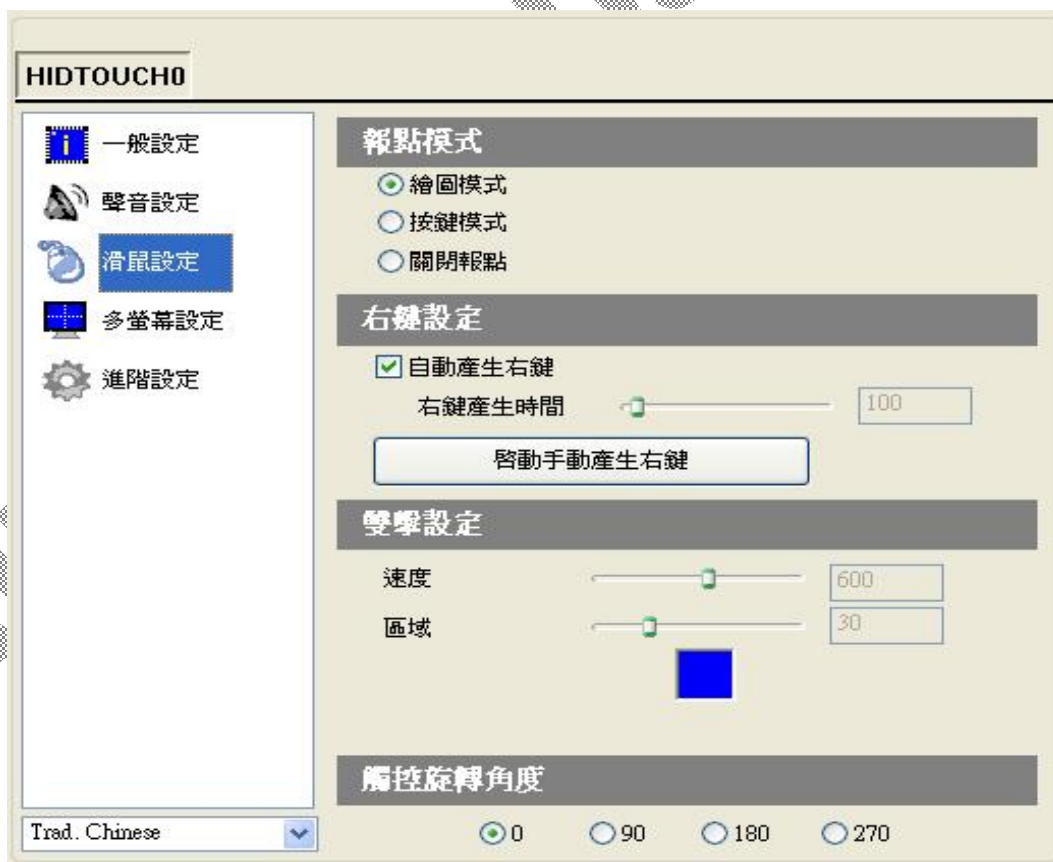 HIDTOUCH0
一般設定
聲音設定
滑鼠設定
多螢幕設定
進階設定
Trad. Chinese
報點模式
繪圖模式
按鍵模式
關閉報點
右鍵設定
自動產生右鍵
右鍵產生時間 100
啓動手動產生右鍵
雙擊設定
速度 600
區域 30
觸控旋轉角度
0 90 180 270